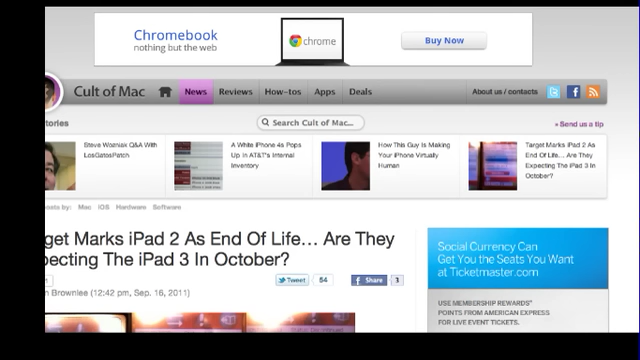 Chromebook
nothing but the web
chrome
Buy Now
Cult of Mac
News
Reviews
How-tos
Apps
Deals
About us / contacts
tories
Search Cult of Mac...
Send us a tip
Steve Wozniak Q&A With
LosGatosPatch
A White iPhone 4s Pops
Up In AT&T's Internal
Inventory
How This Guy Is Making
Your iPhone Virtually
Human
Target Marks iPad 2 As
End Of Life... Are They
Expecting The iPad 3 In
October?
osts by: Mac iOS Hardware Software
get Marks iPad 2 As End Of Life... Are They
pecting The iPad 3 In October?
Tweet
54
Share
1
n Brownlee (12:42 pm, Sep. 16, 2011)
Social Currency Can
Get You the Seats You Want
at Ticketmaster.com
USE MEMBERSHIP REWARDS
POINTS FROM AMERICAN EXPRESS
FOR LIVE EVENT TICKETS.